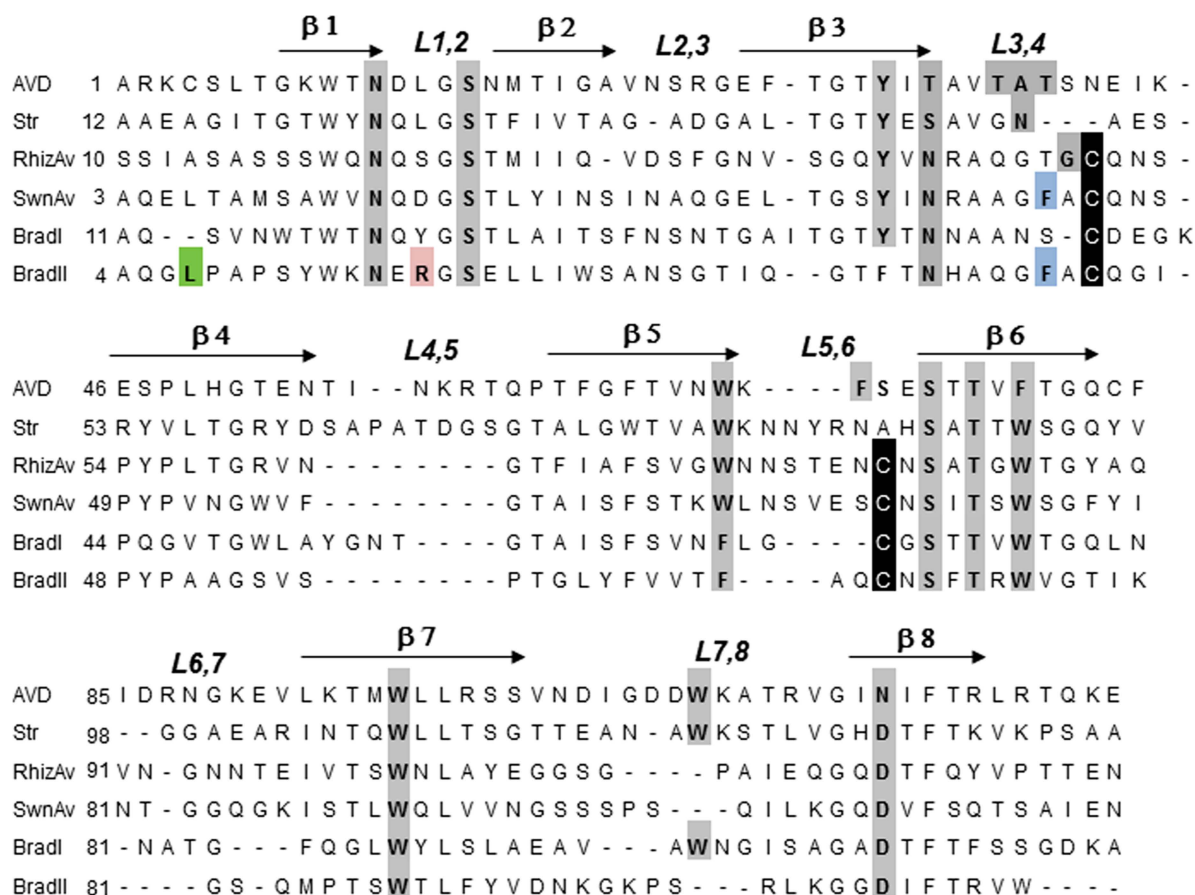 β1 L1,2 β2 L2,3 β3 L3,4
AVD 1 A R K C S L T G K W T N D L G S N M T I G A V N S R G E F - T G T Y I T A V T A T S N E I K -
Str 12 A A E A G I T G T W Y N Q L G S T F I V T A G - A D G A L - T G T Y E S A V G N - - - A E S -
RhizAv 10 S S I A S A S S S W Q N Q S G S T M I I Q - V D S F G N V - S G Q Y V N R A Q G T G C Q N S -
SwnAv 3 A Q E L T A M S A W V N Q D G S T L Y I N S I N A Q G E L - T G S Y I N R A A G F A C Q N S -
BradI 11 A Q - - S V N W T W T N Q Y G S T L A I T S F N S N T G A I T G T Y T N N A A N S - C D E G K
BradII 4 A Q G L P A P S Y W K N E R G S E L L I W S A N S G T I Q - - G T F T N H A Q G F A C Q G I -
β4 L4,5 β5 L5,6 β6
AVD 46 E S P L H G T E N T I - - N K R T Q P T F G F T V N W K - - - - F S E S T T V F T G Q C F
Str 53 R Y V L T G R Y D S A P A T D G S G T A L G W T V A W K N N Y R N A H S A T T W S G Q Y V
RhizAv 54 P Y P L T G R V N - - - - - - - - G T F I A F S V G W N N S T E N C N S A T G W T G Y A Q
SwnAv 49 P Y P V N G W V F - - - - - - - - G T A I S F S T K W L N S V E S C N S I T S W S G F Y I
BradI 44 P Q G V T G W L A Y G N T - - - - G T A I S F S V N F L G - - - - C G S T T V W T G Q L N
BradII 48 P Y P A A G S V S - - - - - - - - P T G L Y F V V T F - - - - A Q C N S F T R W V G T I K
L6,7 β7 L7,8 β8
AVD 85 I D R N G K E V L K T M W L L R S S V N D I G D D W K A T R V G I N I F T R L R T Q K E
Str 98 - - G G A E A R I N T Q W L L T S G T T E A N - A W K S T L V G H D T F T K V K P S A A
RhizAv 91 V N - G N N T E I V T S W N L A Y E G G S G - - - - P A I E Q G Q D T F Q Y V P T T E N
SwnAv 81 N T - G G Q G K I S T L W Q L V V N G S S S P S - - - Q I L K G Q D V F S Q T S A I E N
BradI 81 - N A T G - - - F Q G L W Y L S L A E A V - - - A W N G I S A G A D T F T F S S G D K A
BradII 81 - - - - G S - Q M P T S W T L F Y V D N K G K P S - - - R L K G G D I F T R V W - - - -